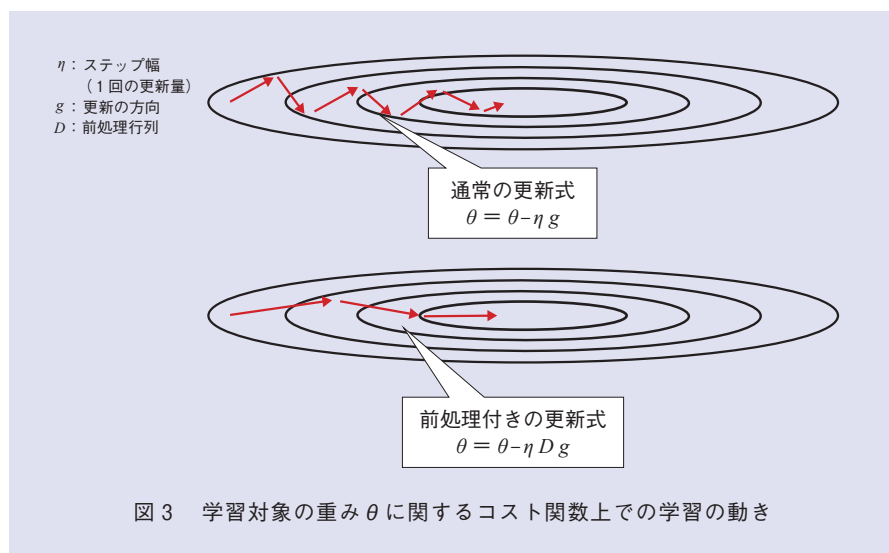 η：ステップ幅
（１回の更新量）
g：更新の方向
D：前処理行列
通常の更新式
θ＝θ−η g
前処理付きの更新式
θ＝θ−η D g
図 3　学習対象の重み θ に関するコスト関数上での学習の動き